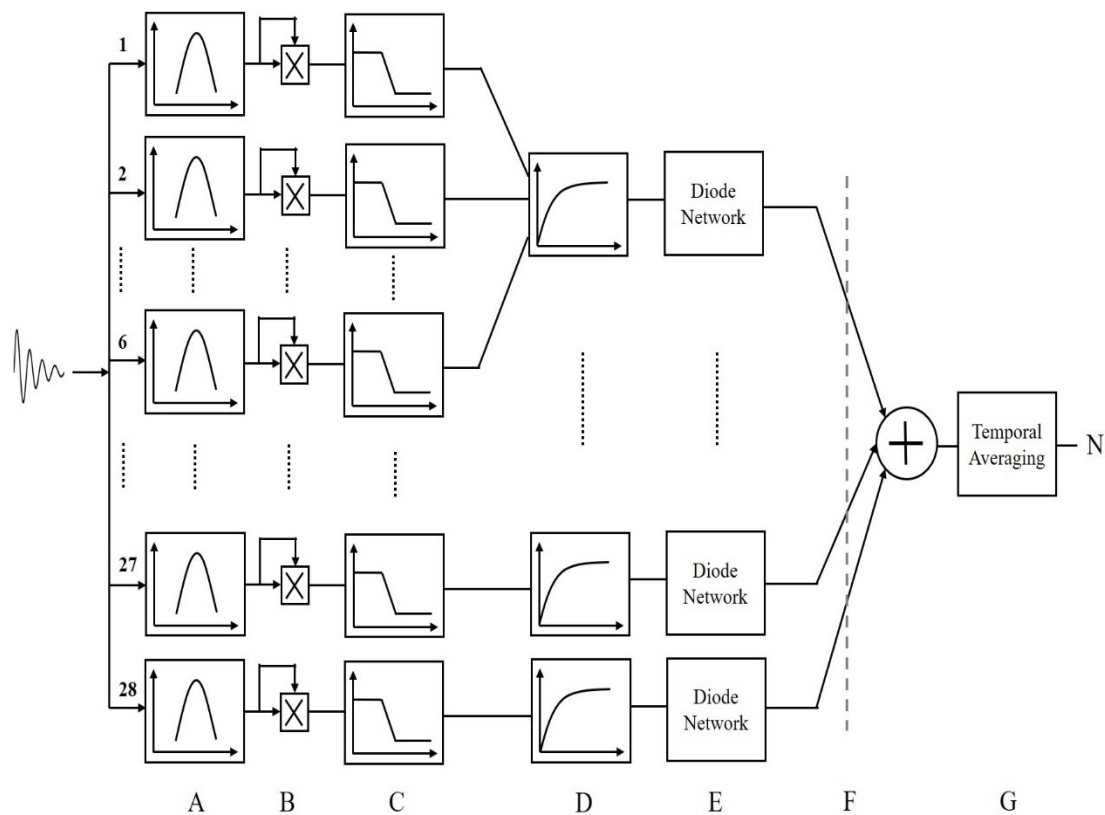 1
2
6
27
28
Diode
Network
Diode
Network
Diode
Network
Temporal
Averaging
N
A B C D E F G